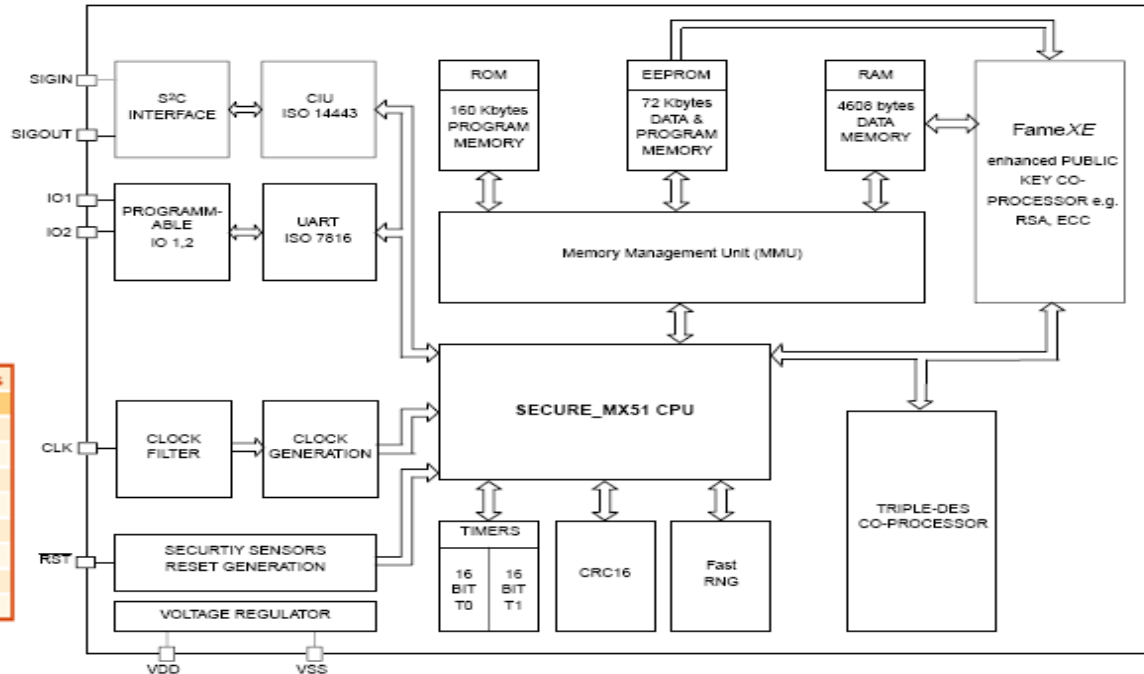 SIGIN
SIGOUT
S²C
INTERFACE
CIU
ISO 14443
IO1
IO2
PROGRAMM-
ABLE
IO 1,2
UART
ISO 7816
ROM
160 Kbytes
PROGRAM
MEMORY
EEPROM
72 Kbytes
DATA &
PROGRAM
MEMORY
RAM
4608 bytes
DATA
MEMORY
FameXE
enhanced PUBLIC
KEY CO-
PROCESSOR e.g.
RSA, ECC
Memory Management Unit (MMU)
s
CLK
CLOCK
FILTER
CLOCK
GENERATION
SECURE_MX51 CPU
TRIPLE-DES
CO-PROCESSOR
RST
SECURTIY SENSORS
RESET GENERATION
TIMERS
16
BIT
T0
16
BIT
T1
CRC16
Fast
RNG
VOLTAGE REGULATOR
VDD
VSS